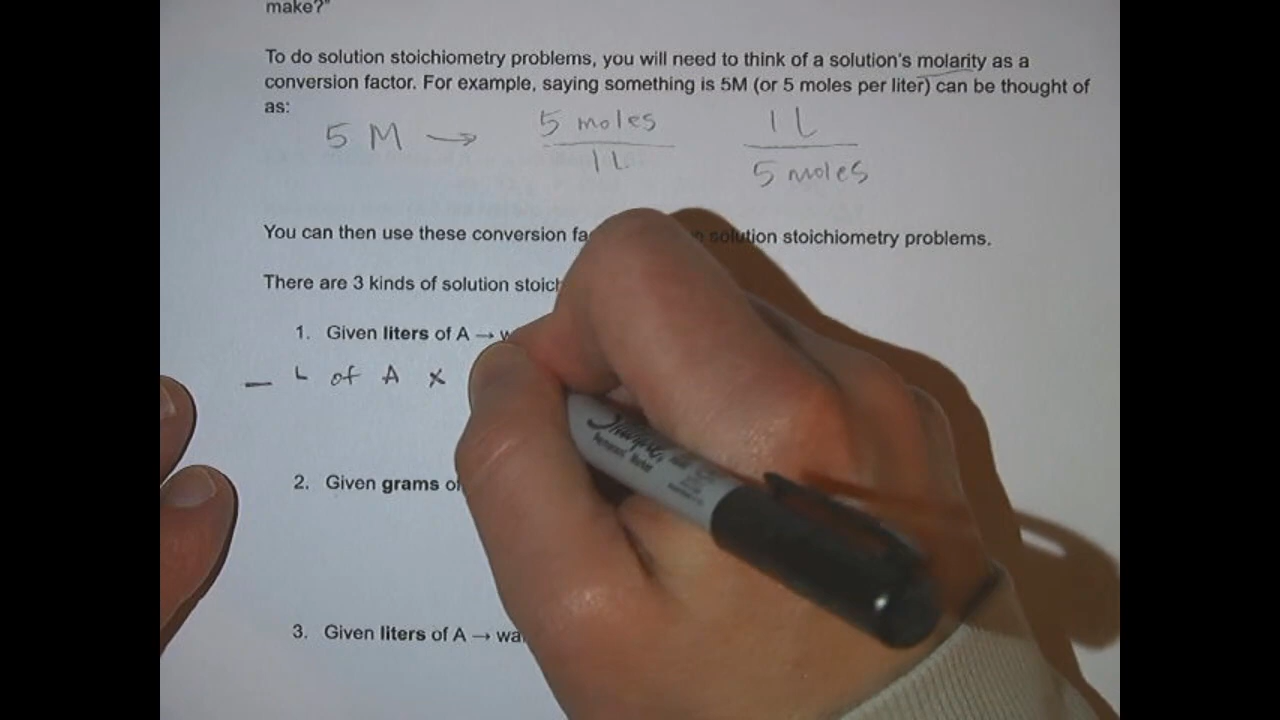 make?"
To do solution stoichiometry problems, you will need to think of a solution's molarity as a
conversion factor. For example, saying something is 5M (or 5 moles per liter) can be thought of
as:
5 M → 5 moles / 1 L 1 L / 5 moles
You can then use these conversion solution stoichiometry problems.
There are 3 kinds of solution
1. Given liters of A →
_ L of A x
Sharpie
2. Given grams
3. Given liters of A →